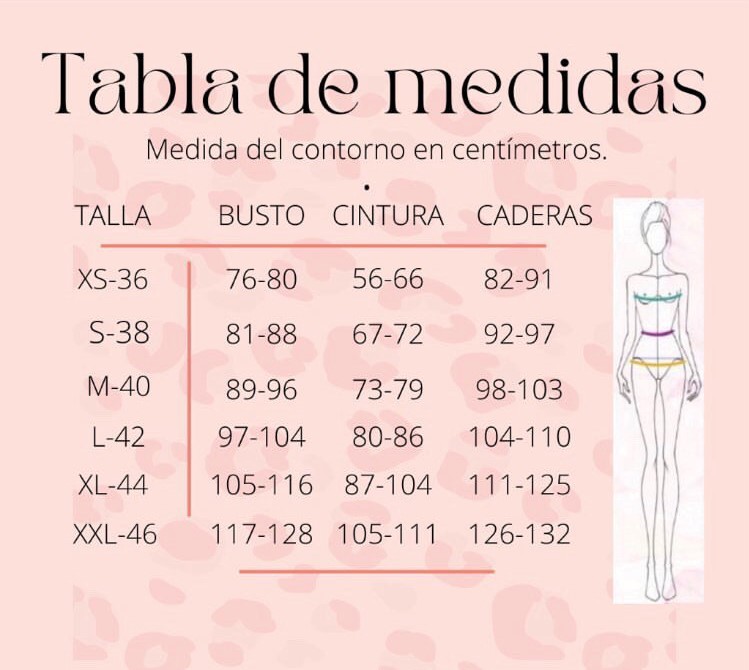 Tabla de medidas
Medida del contorno en centímetros.
.
TALLA BUSTO CINTURA CADERAS
XS-36 76-80 56-66 82-91
S-38 81-88 67-72 92-97
M-40 89-96 73-79 98-103
L-42 97-104 80-86 104-110
XL-44 105-116 87-104 111-125
XXL-46 117-128 105-111 126-132